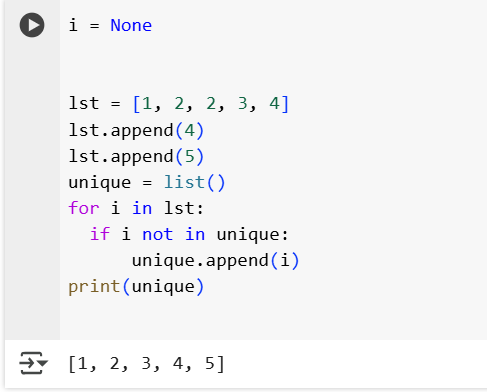 i = None
lst = [1, 2, 2, 3, 4]
lst.append(4)
lst.append(5)
unique = list()
for i in lst:
  if i not in unique:
      unique.append(i)
print(unique)
[1, 2, 3, 4, 5]